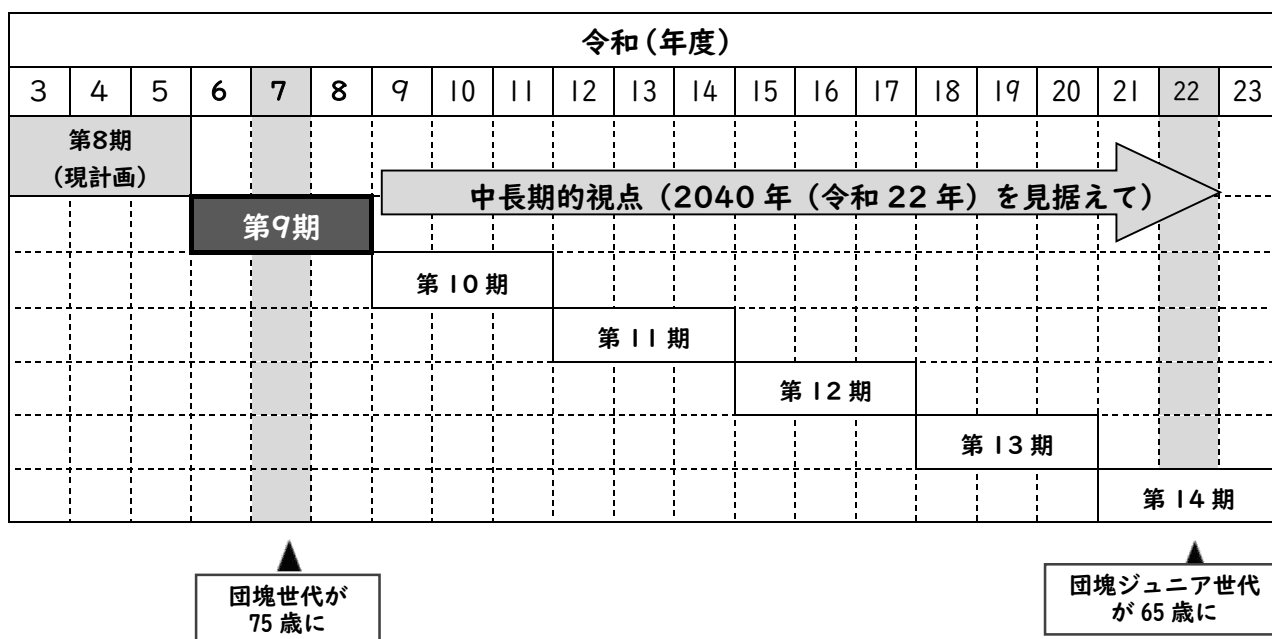 令和(年度)
3 4 5 6 7 8 9 10 11 12 13 14 15 16 17 18 19 20 21 22 23
第8期
(現計画)
中長期的視点(2040年(令和22年)を見据えて)
第9期
第10期
第11期
第12期
第13期
第14期
団塊世代が
75歳に
団塊ジュニア世代
が65歳に